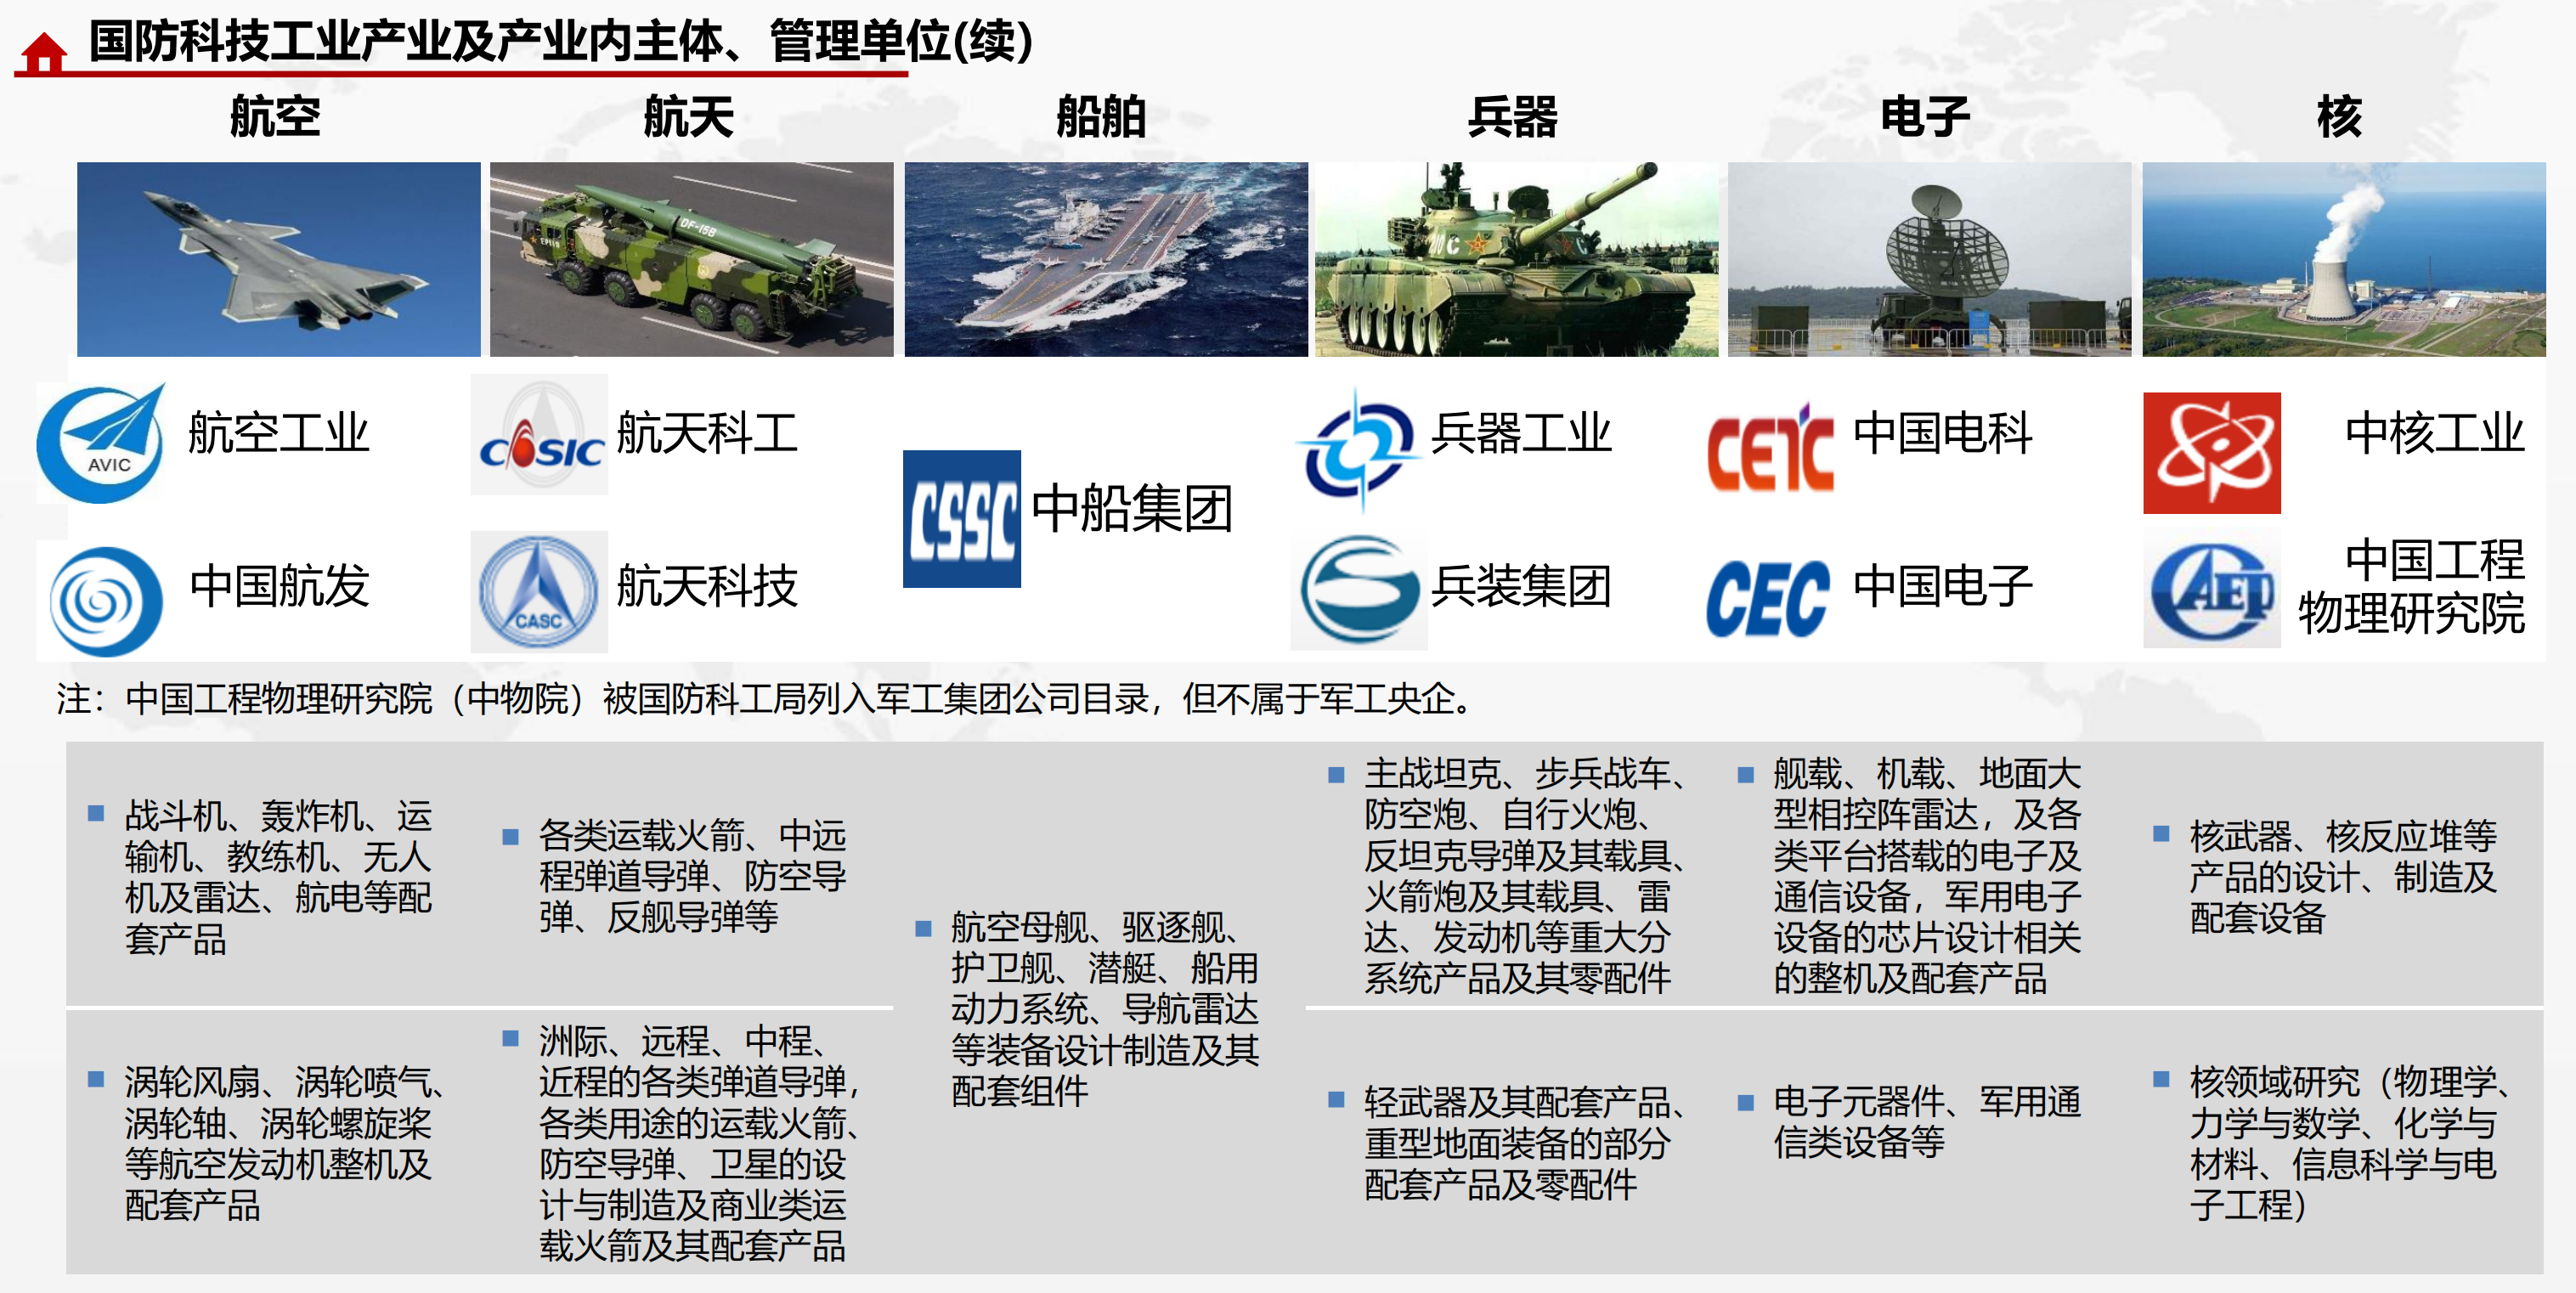 国防科技工业产业及产业内主体、管理单位(续)
航空
航天
船舶
兵器
电子
核
DF-15B
AVIC
航空工业
中国航发
CASIC
航天科工
CASC
航天科技
CSSC
中船集团
兵器工业
兵装集团
CETC
中国电科
CEC
中国电子
中核工业
CAEP
中国工程
物理研究院
注：中国工程物理研究院（中物院）被国防科工局列入军工集团公司目录，但不属于军工央企。
战斗机、轰炸机、运
输机、教练机、无人
机及雷达、航电等配
套产品
涡轮风扇、涡轮喷气、
涡轮轴、涡轮螺旋桨
等航空发动机整机及
配套产品
各类运载火箭、中远
程弹道导弹、防空导
弹、反舰导弹等
洲际、远程、中程、
近程的各类弹道导弹，
各类用途的运载火箭、
防空导弹、卫星的设
计与制造及商业类运
载火箭及其配套产品
航空母舰、驱逐舰、
护卫舰、潜艇、船用
动力系统、导航雷达
等装备设计制造及其
配套组件
主战坦克、步兵战车、
防空炮、自行火炮、
反坦克导弹及其载具、
火箭炮及其载具、雷
达、发动机等重大分
系统产品及其零配件
轻武器及其配套产品、
重型地面装备的部分
配套产品及零配件
舰载、机载、地面大
型相控阵雷达，及各
类平台搭载的电子及
通信设备，军用电子
设备的芯片设计相关
的整机及配套产品
电子元器件、军用通
信类设备等
核武器、核反应堆等
产品的设计、制造及
配套设备
核领域研究（物理学、
力学与数学、化学与
材料、信息科学与电
子工程）